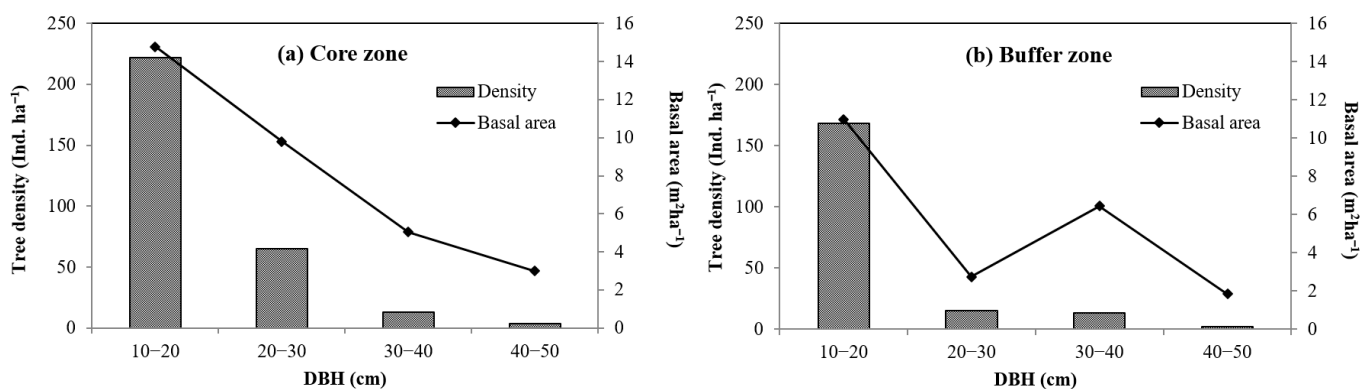 (a) Core zone
Tree density (Ind. ha⁻¹)
250
200
150
100
50
0
Density
Basal area
16
14
12
10
8
6
4
2
0
Basal area (m²ha⁻¹)
10−20 20−30 30−40 40−50
DBH (cm)
(b) Buffer zone
Tree density (Ind. ha⁻¹)
250
200
150
100
50
0
Density
Basal area
16
14
12
10
8
6
4
2
0
Basal area (m²ha⁻¹)
10−20 20−30 30−40 40−50
DBH (cm)